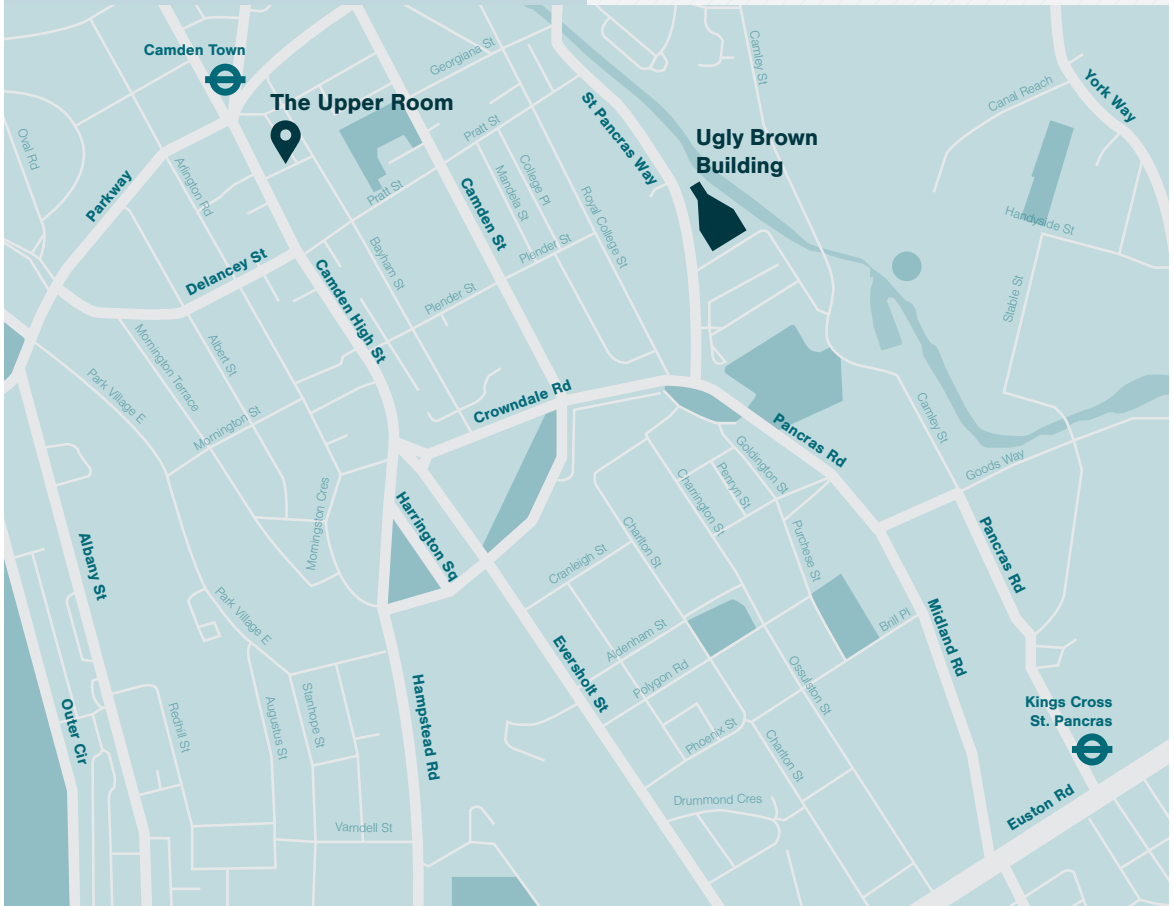 Camden Town
Georgiana St
Camley St
York Way
Canal Reach
The Upper Room
St Pancras Way
Ugly Brown
Building
Oval Rd
Pratt St
Arlington Rd
Parkway
Pratt St
Camden St
Mandela St
College Pl
Royal College St
Handyside St
Delancey St
Bayham St
Plender St
Camden High St
Plender St
Stable St
Mornington Terrace
Albert St
Park Village E
Mornington St
Crowndale Rd
Pancras Rd
Camley St
Goods Way
Goldington St
Penryn St
Charrington St
Mornington Cres
Harrington Sq
Charlton St
Purchese St
Pancras Rd
Albany St
Cranleigh St
Park Village E
Aldenham St
Brill Pl
Midland Rd
Eversholt St
Polygon Rd
Ossulston St
Outer Cir
Redhill St
Augustus St
Stanhope St
Hampstead Rd
Phoenix St
Charlton St
Kings Cross
St. Pancras
Drummond Cres
Euston Rd
Varndell St